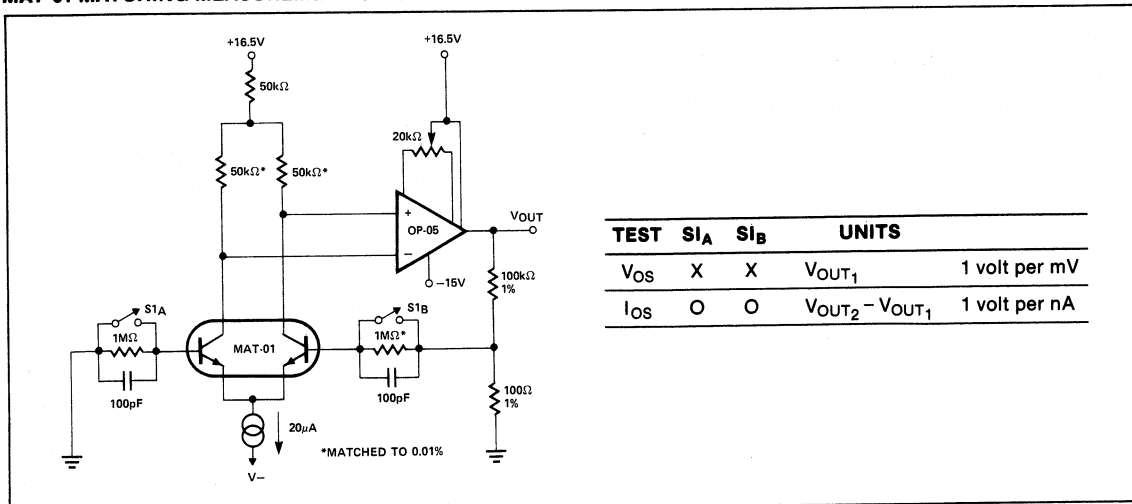 +16.5V
+16.5V
50kΩ
20kΩ
50kΩ*
50kΩ*
+
OP-05
−
VOUT
−15V
100kΩ
1%
S1A
S1B
1MΩ
MAT-01
1MΩ*
100pF
100pF
100Ω
1%
20μA
*MATCHED TO 0.01%
V−
TEST SIA SIB UNITS
VOS X X VOUT1 1 volt per mV
IOS O O VOUT2 − VOUT1 1 volt per nA